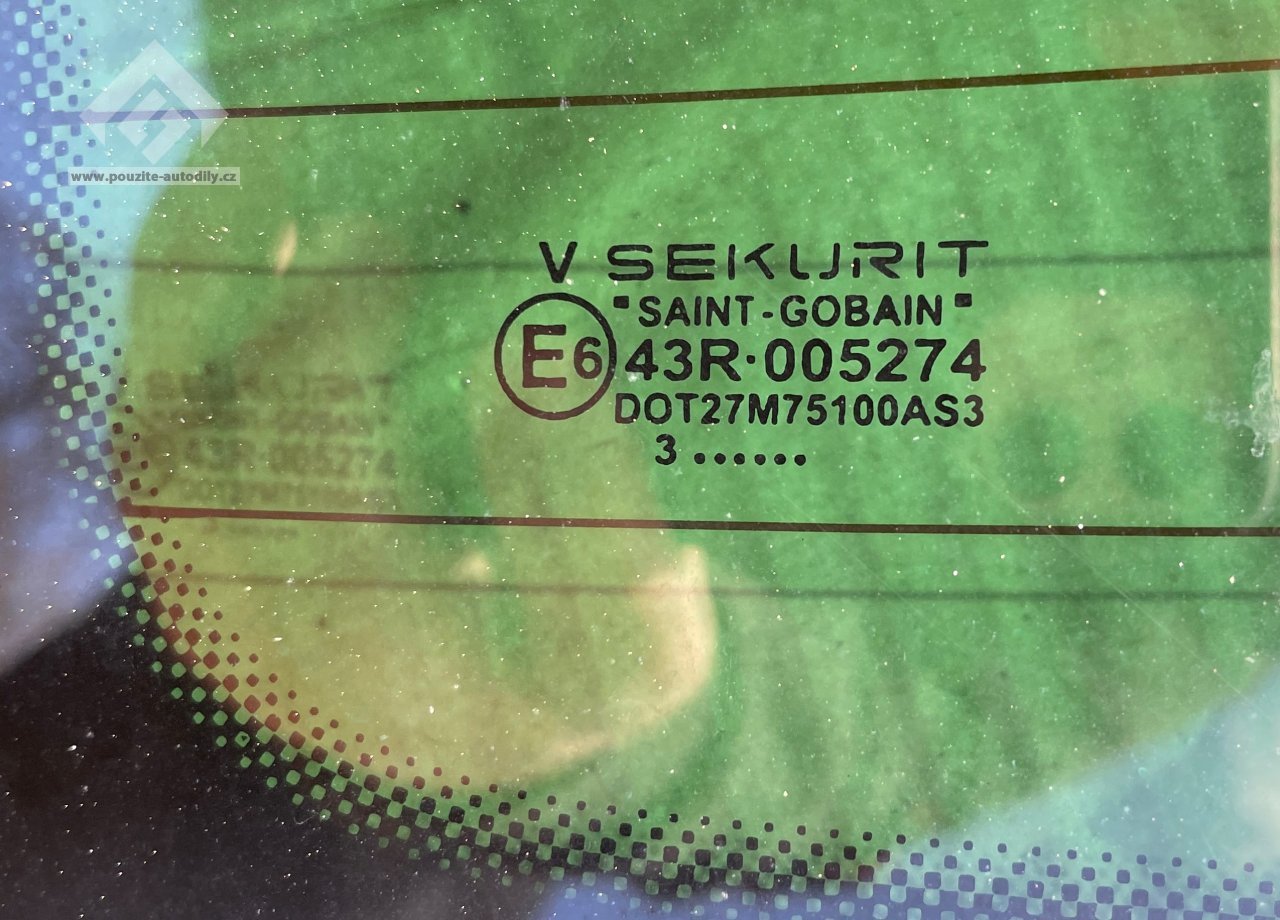 www.pouzite-autodily.cz
V SEKURIT
"SAINT-GOBAIN"
E6 43R·005274
DOT27M75100AS3
3 ......